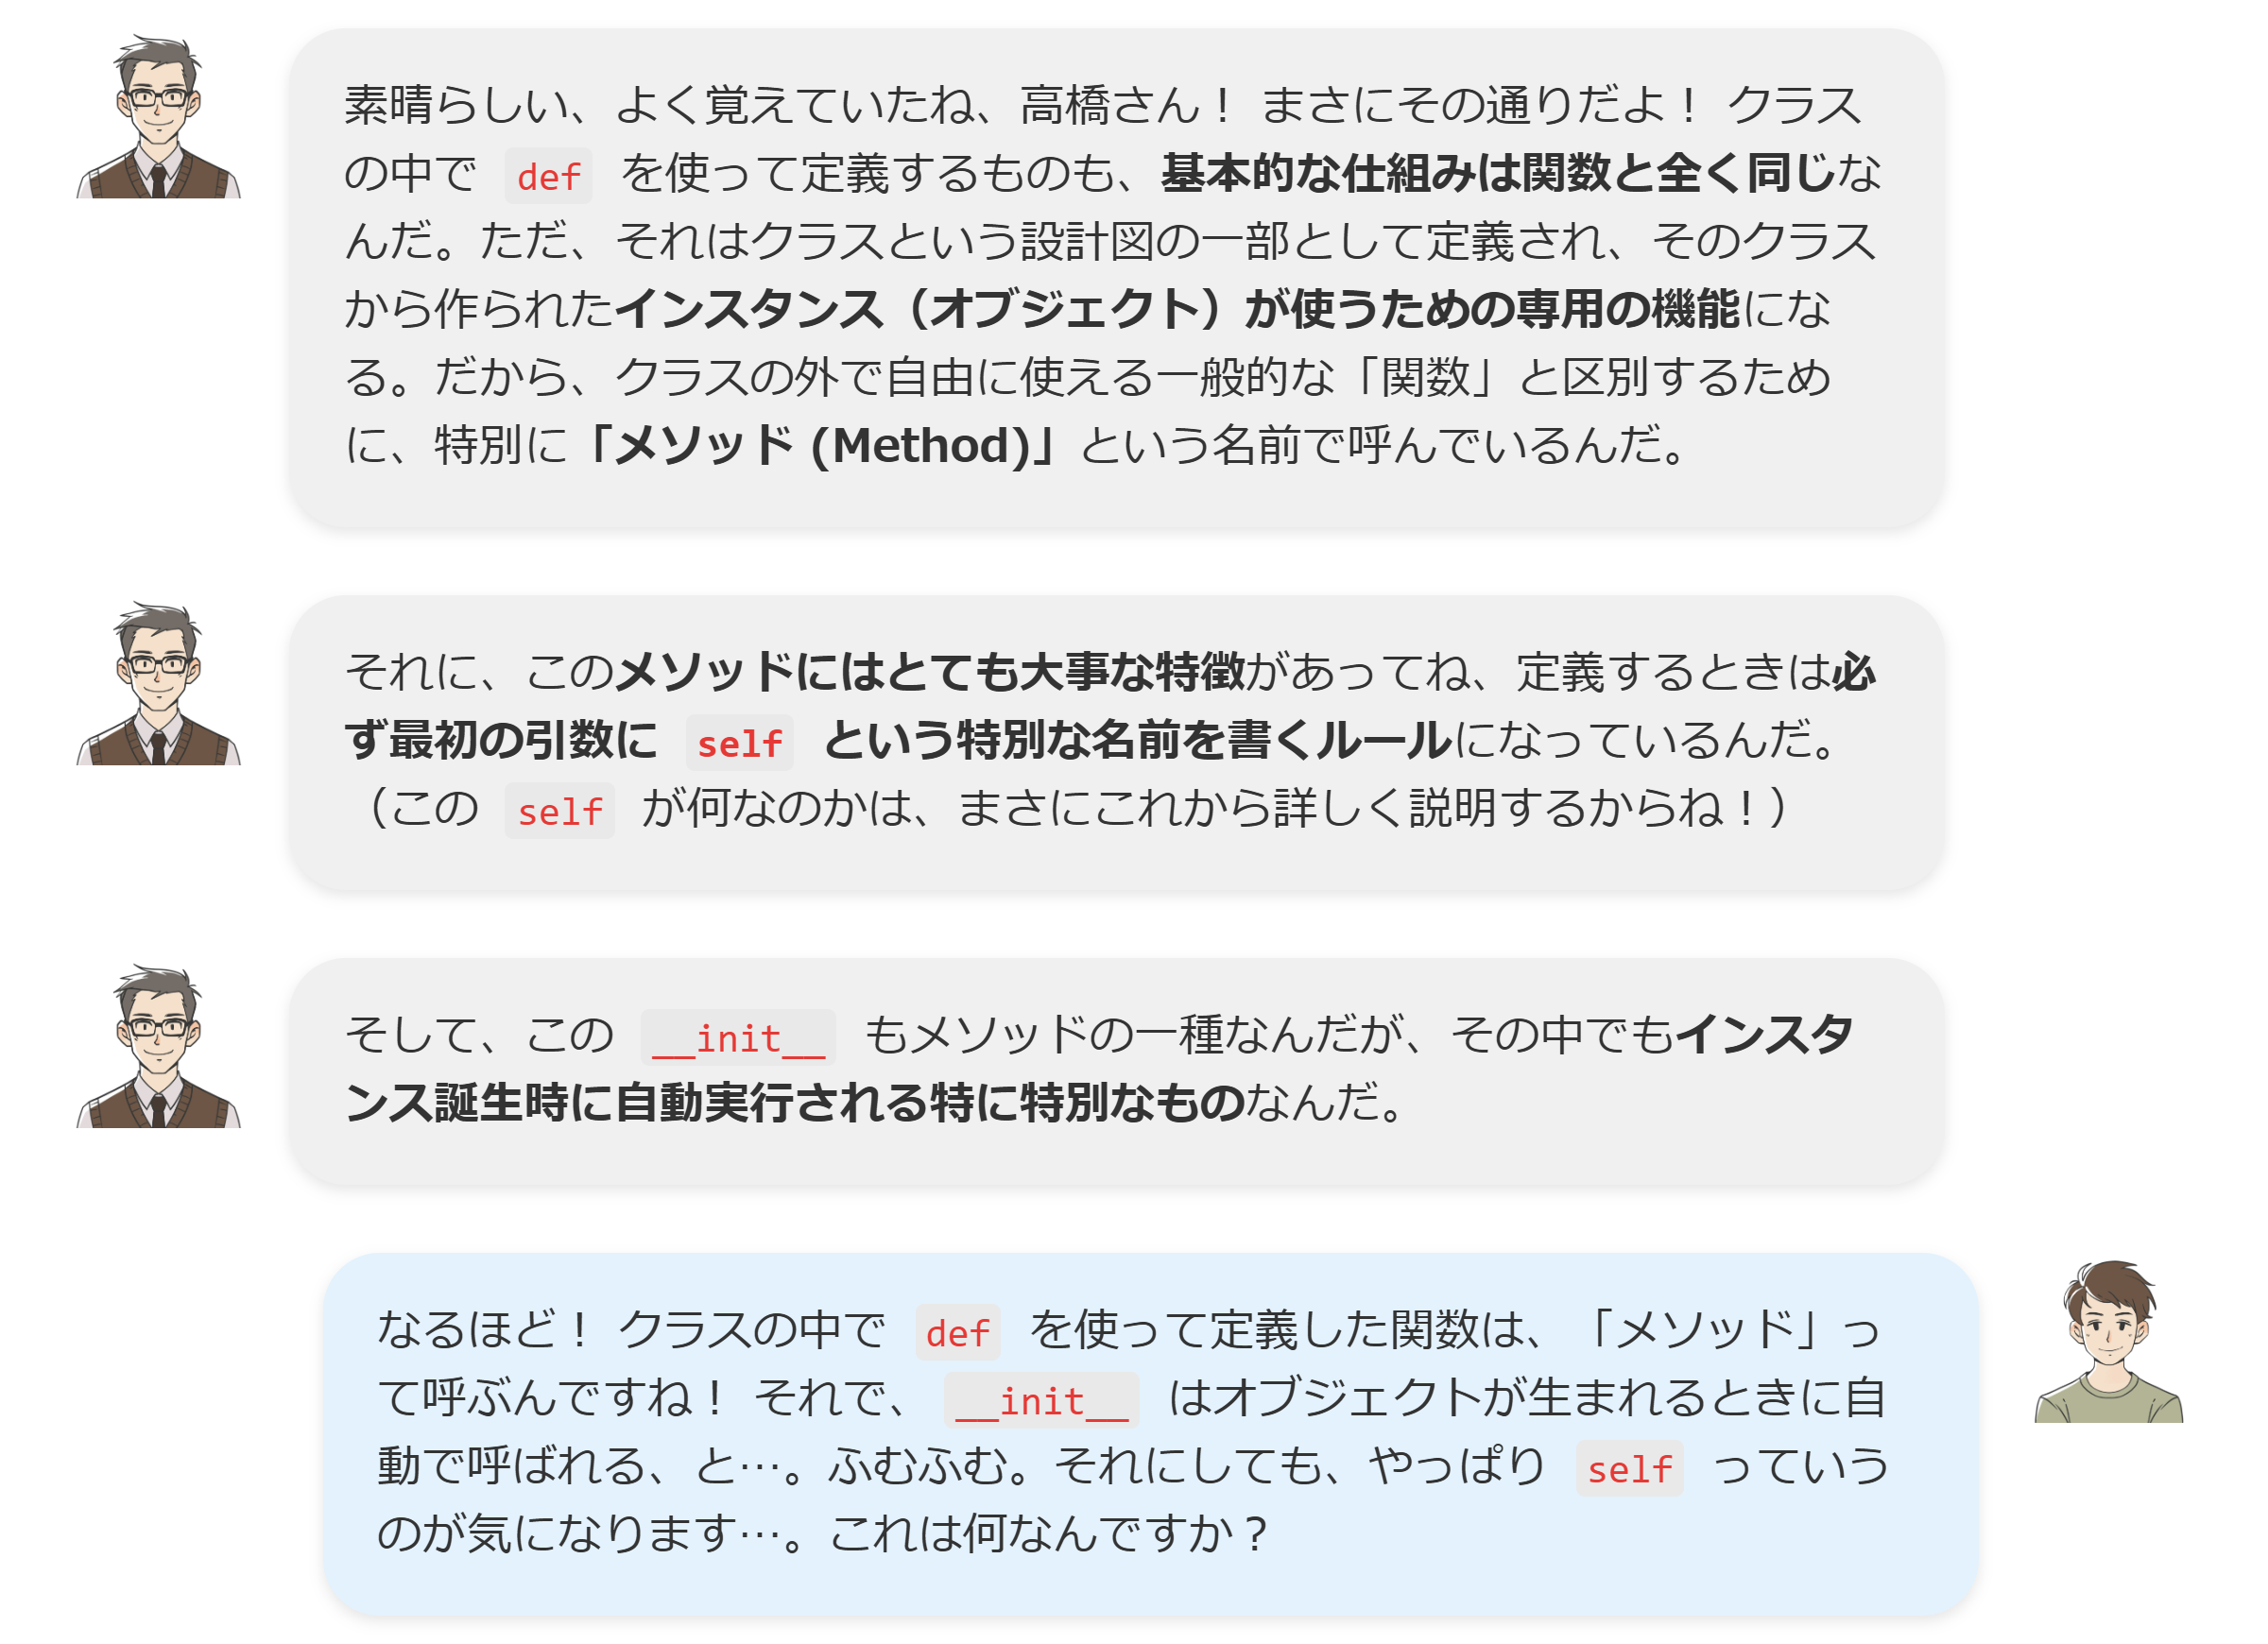 素晴らしい、よく覚えていたね、高橋さん！ まさにその通りだよ！ クラス
の中で def を使って定義するものも、基本的な仕組みは関数と全く同じな
んだ。ただ、それはクラスという設計図の一部として定義され、そのクラス
から作られたインスタンス（オブジェクト）が使うための専用の機能にな
る。だから、クラスの外で自由に使える一般的な「関数」と区別するため
に、特別に「メソッド (Method)」という名前で呼んでいるんだ。
それに、このメソッドにはとても大事な特徴があってね、定義するときは必
ず最初の引数に self という特別な名前を書くルールになっているんだ。
（この self が何なのかは、まさにこれから詳しく説明するからね！）
そして、この __init__ もメソッドの一種なんだが、その中でもインスタ
ンス誕生時に自動実行される特に特別なものなんだ。
なるほど！ クラスの中で def を使って定義した関数は、「メソッド」っ
て呼ぶんですね！ それで、 __init__ はオブジェクトが生まれるときに自
動で呼ばれる、と…。ふむふむ。それにしても、やっぱり self っていう
のが気になります…。これは何なんですか？